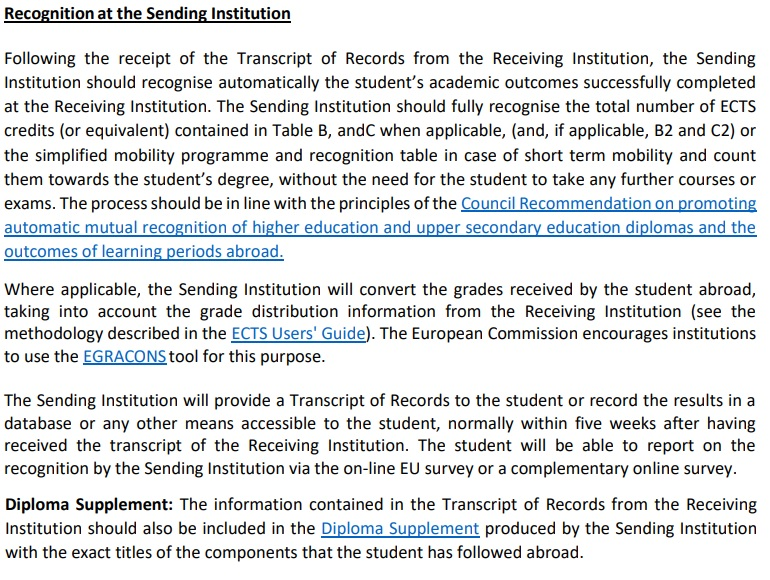 Recognition at the Sending Institution
Following the receipt of the Transcript of Records from the Receiving Institution, the Sending
Institution should recognise automatically the student's academic outcomes successfully completed
at the Receiving Institution. The Sending Institution should fully recognise the total number of ECTS
credits (or equivalent) contained in Table B, andC when applicable, (and, if applicable, B2 and C2) or
the simplified mobility programme and recognition table in case of short term mobility and count
them towards the student's degree, without the need for the student to take any further courses or
exams. The process should be in line with the principles of the Council Recommendation on promoting
automatic mutual recognition of higher education and upper secondary education diplomas and the
outcomes of learning periods abroad.
Where applicable, the Sending Institution will convert the grades received by the student abroad,
taking into account the grade distribution information from the Receiving Institution (see the
methodology described in the ECTS Users' Guide). The European Commission encourages institutions
to use the EGRACONS tool for this purpose.
The Sending Institution will provide a Transcript of Records to the student or record the results in a
database or any other means accessible to the student, normally within five weeks after having
received the transcript of the Receiving Institution. The student will be able to report on the
recognition by the Sending Institution via the on-line EU survey or a complementary online survey.
Diploma Supplement: The information contained in the Transcript of Records from the Receiving
Institution should also be included in the Diploma Supplement produced by the Sending Institution
with the exact titles of the components that the student has followed abroad.